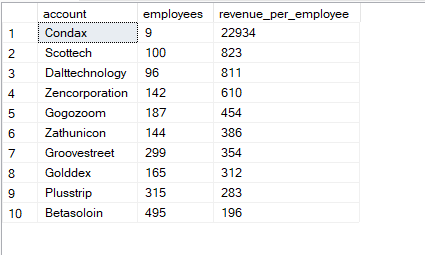 account employees revenue_per_employee
1 Condax 9 22934
2 Scottech 100 823
3 Dalttechnology 96 811
4 Zencorporation 142 610
5 Gogozoom 187 454
6 Zathunicon 144 386
7 Groovestreet 299 354
8 Golddex 165 312
9 Plusstrip 315 283
10 Betasoloin 495 196